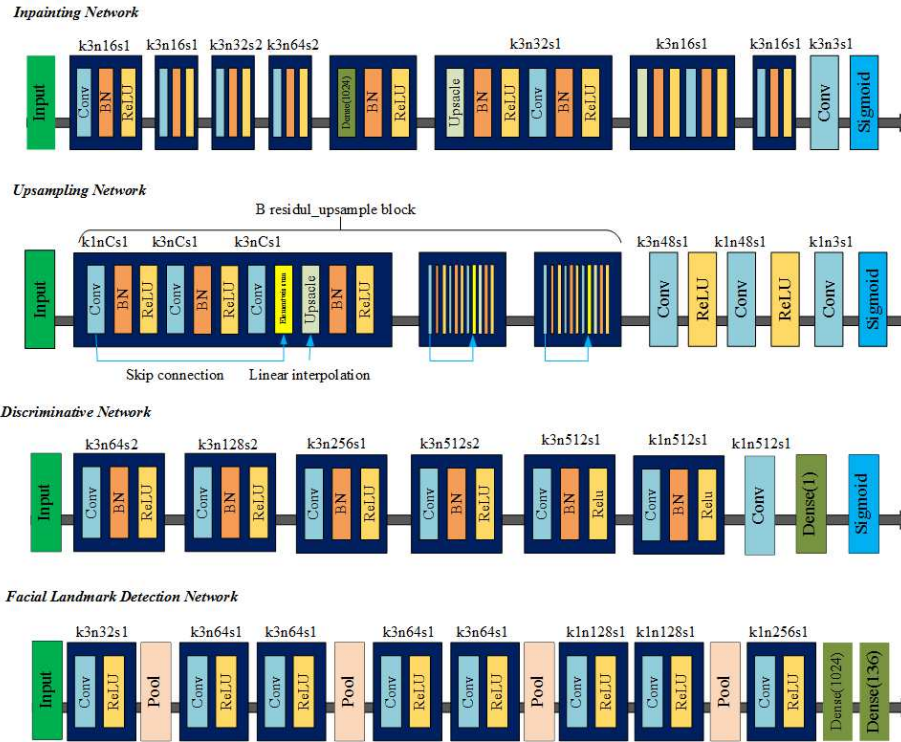 Inpainting Network
k3n16s1 k3n16s1 k3n32s2 k3n64s2 k3n32s1 k3n16s1 k3n16s1 k3n3s1
Input Conv BN ReLU Dense(1024) BN ReLU Upsacle BN ReLU Conv BN ReLU Conv Sigmoid
Upsampling Network
B residul_upsample block
k1nCs1 k3nCs1 k3nCs1 k3n48s1 k1n48s1 k1n3s1
Input Conv BN ReLU Conv BN ReLU Conv Upsacle BN ReLU Conv ReLU Conv ReLU Conv Sigmoid
Skip connection Linear interpolation
Discriminative Network
k3n64s2 k3n128s2 k3n256s1 k3n512s2 k3n512s1 k1n512s1 k1n512s1
Input Conv BN ReLU Conv BN ReLU Conv BN ReLU Conv BN ReLU Conv BN Relu Conv BN Relu Conv Dense(1) Sigmoid
Facial Landmark Detection Network
k3n32s1 k3n64s1 k3n64s1 k3n64s1 k3n64s1 k1n128s1 k1n128s1 k1n256s1
Input Conv ReLU Pool Conv ReLU Conv ReLU Pool Conv ReLU Conv ReLU Pool Conv ReLU Conv ReLU Pool Conv ReLU Dense(1024) Dense(136)